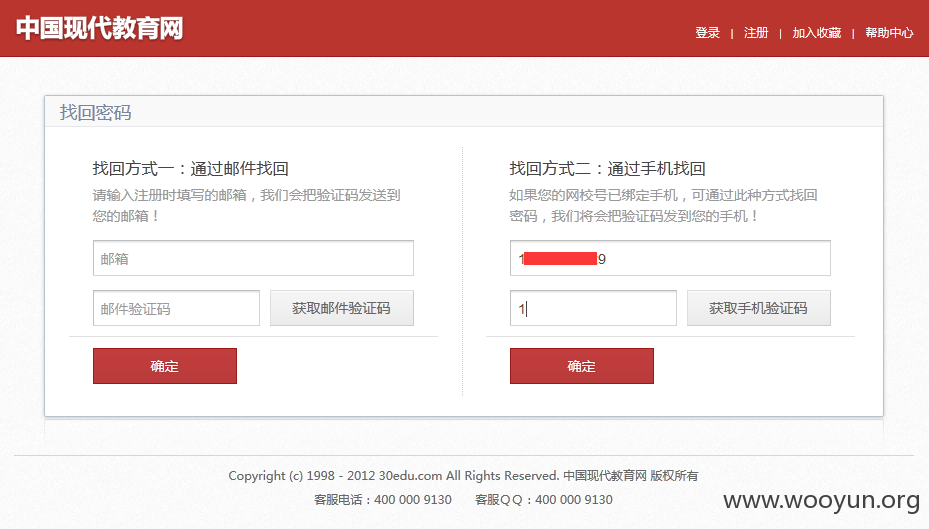 中国现代教育网
登录 | 注册 | 加入收藏 | 帮助中心
找回密码
找回方式一：通过邮件找回
请输入注册时填写的邮箱，我们会把验证码发送到
您的邮箱！
邮箱
邮件验证码
获取邮件验证码
确定
找回方式二：通过手机找回
如果您的网校号已绑定手机，可通过此种方式找回
密码，我们将会把验证码发到您的手机！
1 9
1
获取手机验证码
确定
Copyright (c) 1998 - 2012 30edu.com All Rights Reserved. 中国现代教育网 版权所有
客服电话：400 000 9130 客服ＱＱ：400 000 9130
www.wooyun.org